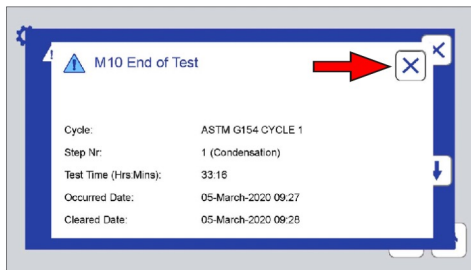 M10 End of Test
Cycle: ASTM G154 CYCLE 1
Step Nr: 1 (Condensation)
Test Time (Hrs:Mins): 33:16
Occurred Date: 05-March-2020 09:27
Cleared Date: 05-March-2020 09:28